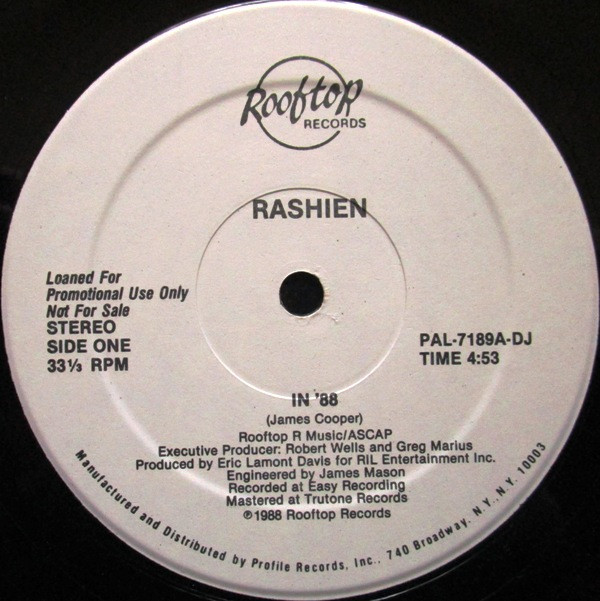 Rooftop
RECORDS
RASHIEN
Loaned For
Promotional Use Only
Not For Sale
STEREO
SIDE ONE
33⅓ RPM
PAL-7189A-DJ
TIME 4:53
IN '88
(James Cooper)
Rooftop R Music/ASCAP
Executive Producer: Robert Wells and Greg Marius
Produced by Eric Lamont Davis for RIL Entertainment Inc.
Engineered by James Mason
Recorded at Easy Recording
Mastered at Trutone Records
℗1988 Rooftop Records
Manufactured and Distributed by Profile Records, Inc., 740 Broadway, N.Y., N.Y. 10003